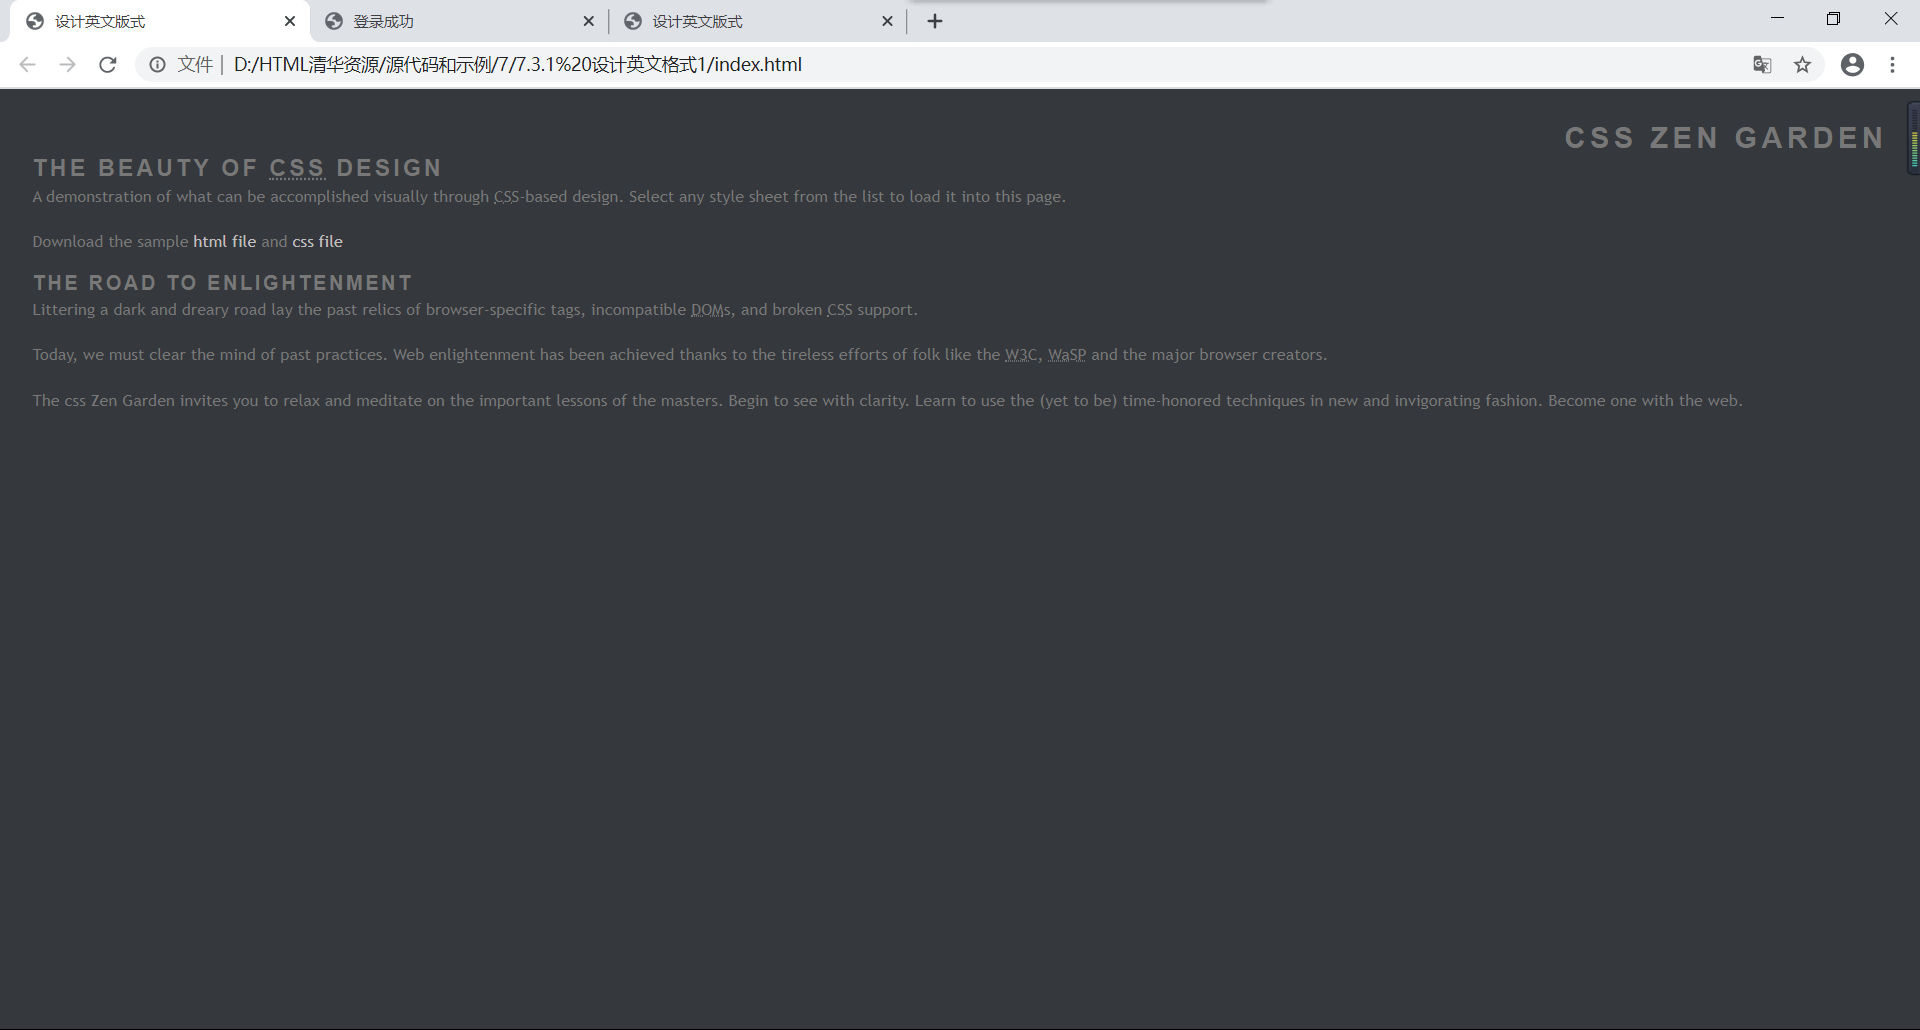 设计英文版式
登录成功
设计英文版式
文件 | D:/HTML清华资源/源代码和示例/7/7.3.1%20设计英文格式1/index.html
CSS ZEN GARDEN
THE BEAUTY OF CSS DESIGN
A demonstration of what can be accomplished visually through CSS-based design. Select any style sheet from the list to load it into this page.
Download the sample html file and css file
THE ROAD TO ENLIGHTENMENT
Littering a dark and dreary road lay the past relics of browser-specific tags, incompatible DOMs, and broken CSS support.
Today, we must clear the mind of past practices. Web enlightenment has been achieved thanks to the tireless efforts of folk like the W3C, WaSP and the major browser creators.
The css Zen Garden invites you to relax and meditate on the important lessons of the masters. Begin to see with clarity. Learn to use the (yet to be) time-honored techniques in new and invigorating fashion. Become one with the web.